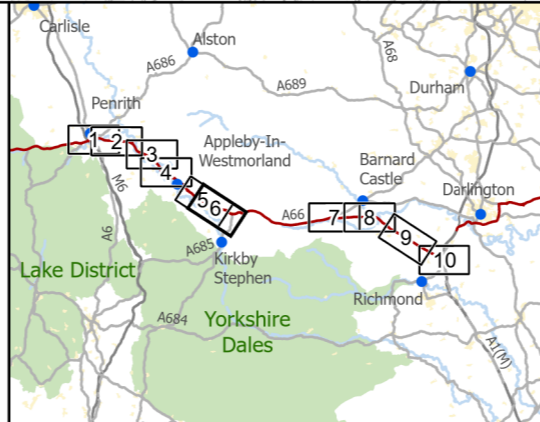 Carlisle
Alston
A686
A68
A689
Durham
Penrith
1
2
3
4
5
6
Appleby-In-
Westmorland
Barnard
Castle
Darlington
M6
A66
7
8
9
10
A6
A685
Kirkby
Stephen
Lake District
Richmond
A684
Yorkshire
Dales
A1(M)